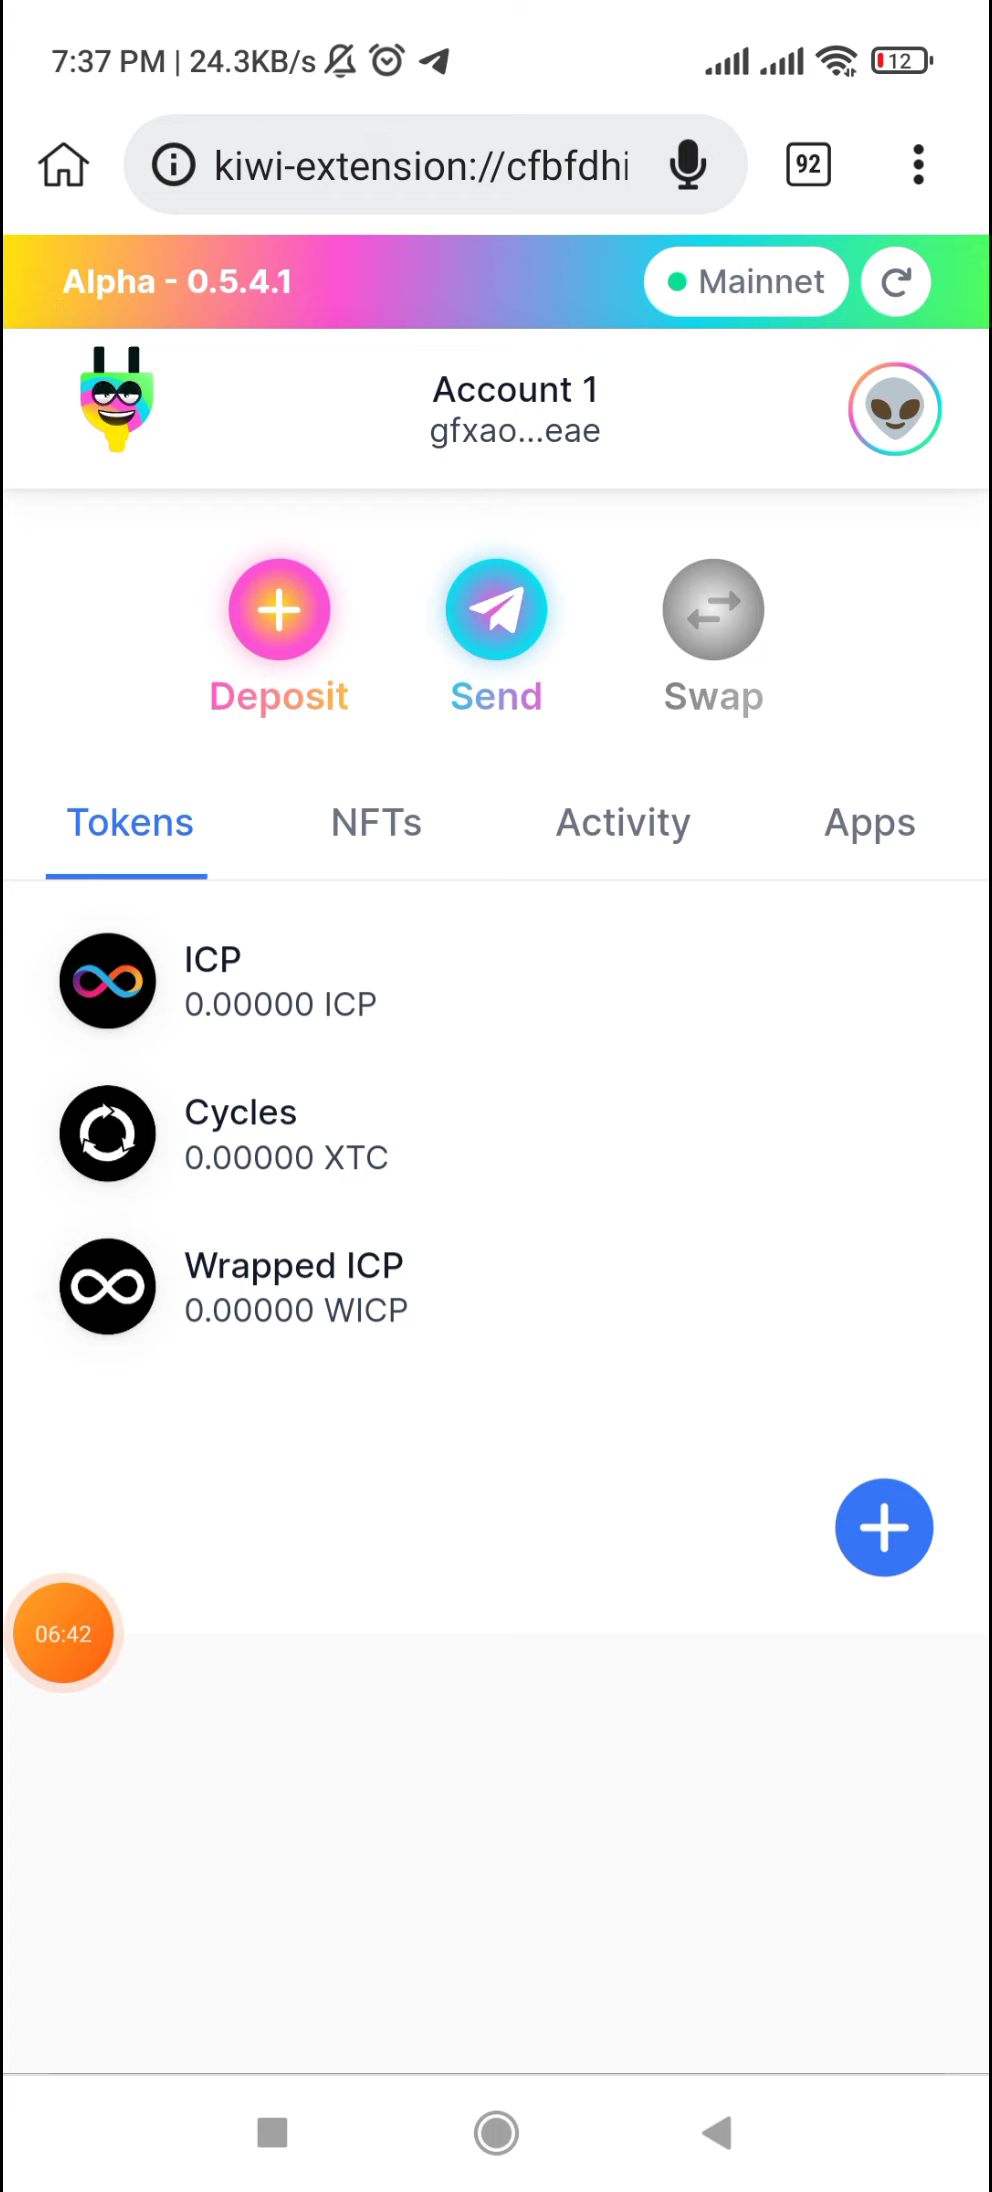 7:37 PM | 24.3KB/s
12
kiwi-extension://cfbfdhi
92
Alpha - 0.5.4.1
Mainnet
Account 1
gfxao...eae
Deposit
Send
Swap
Tokens
NFTs
Activity
Apps
ICP
0.00000 ICP
Cycles
0.00000 XTC
Wrapped ICP
0.00000 WICP
06:42